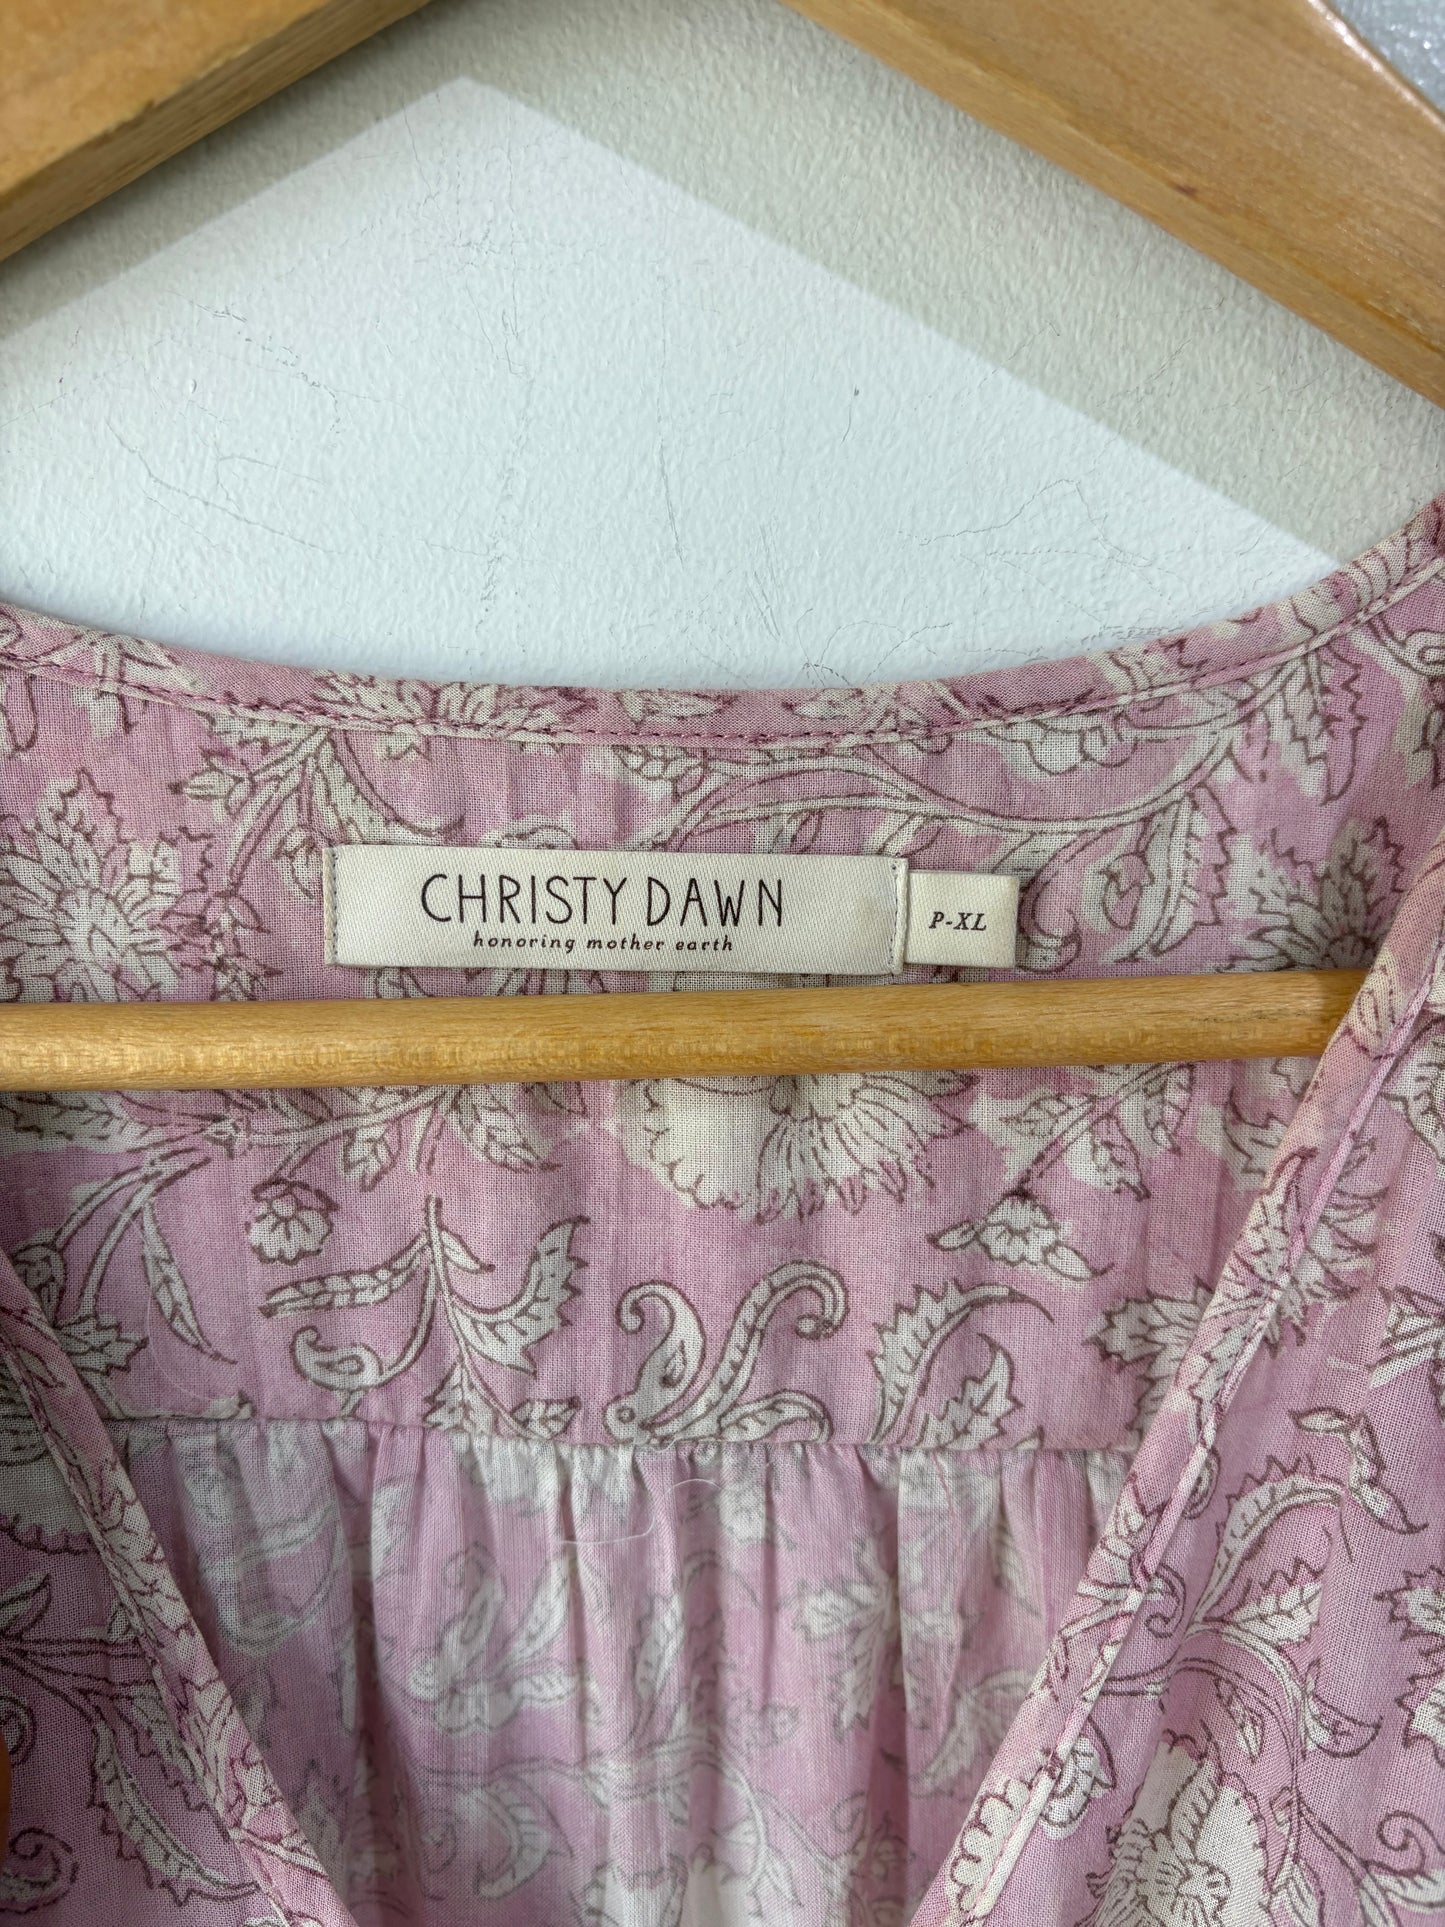 CHRISTY DAWN
honoring mother earth
P-XL